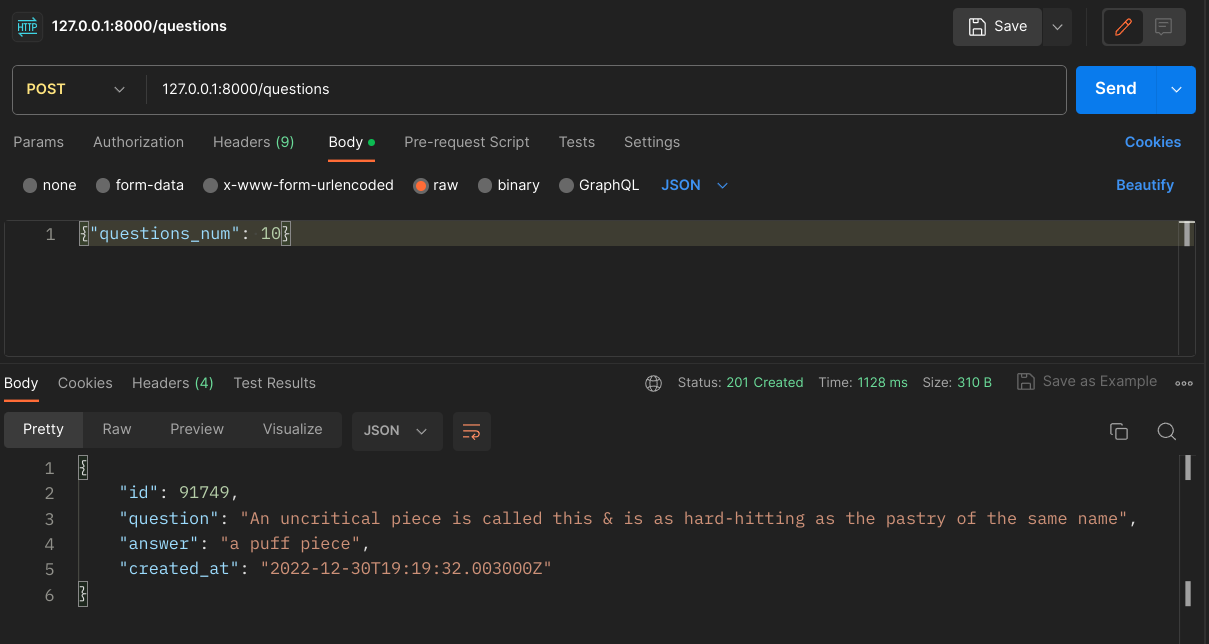 HTTP 127.0.0.1:8000/questions Save
POST 127.0.0.1:8000/questions Send
Params Authorization Headers (9) Body Pre-request Script Tests Settings Cookies
none form-data x-www-form-urlencoded raw binary GraphQL JSON Beautify
1 {"questions_num": 10}
Body Cookies Headers (4) Test Results Status: 201 Created Time: 1128 ms Size: 310 B Save as Example
Pretty Raw Preview Visualize JSON
1 {
2 "id": 91749,
3 "question": "An uncritical piece is called this & is as hard-hitting as the pastry of the same name",
4 "answer": "a puff piece",
5 "created_at": "2022-12-30T19:19:32.003000Z"
6 }